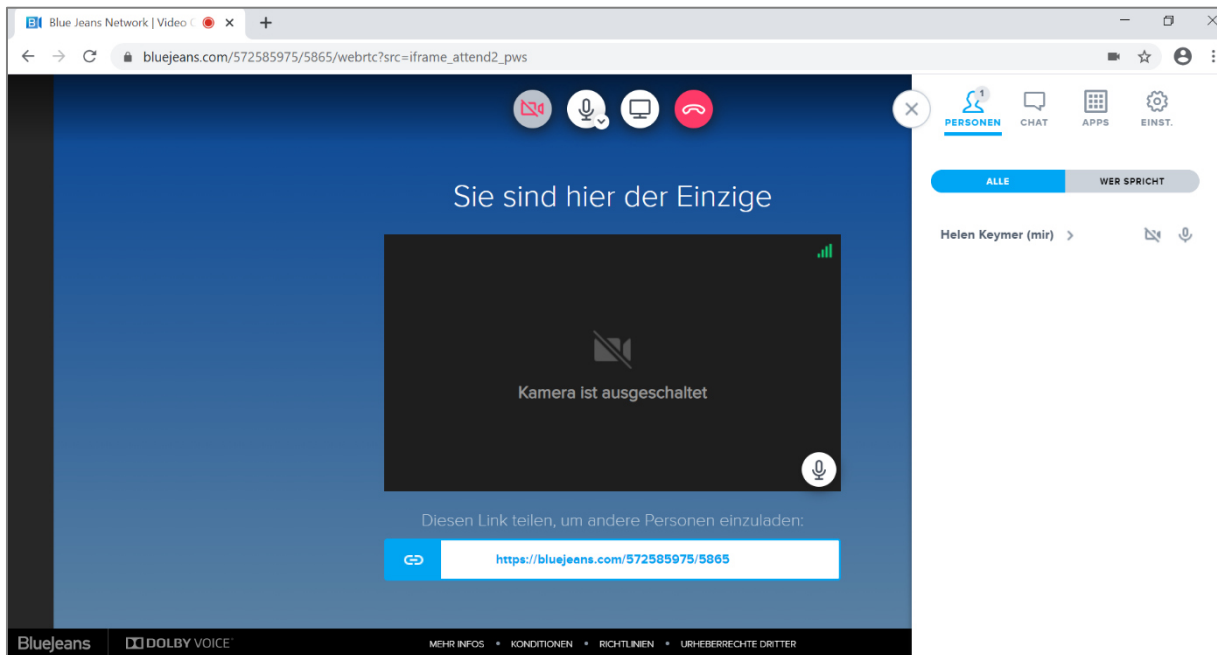 Blue Jeans Network | Video C
bluejeans.com/572585975/5865/webrtc?src=iframe_attend2_pws
1
PERSONEN CHAT APPS EINST.
Sie sind hier der Einzige
ALLE WER SPRICHT
Helen Keymer (mir)
Kamera ist ausgeschaltet
Diesen Link teilen, um andere Personen einzuladen:
https://bluejeans.com/572585975/5865
BlueJeans DOLBY VOICE MEHR INFOS • KONDITIONEN • RICHTLINIEN • URHEBERRECHTE DRITTER